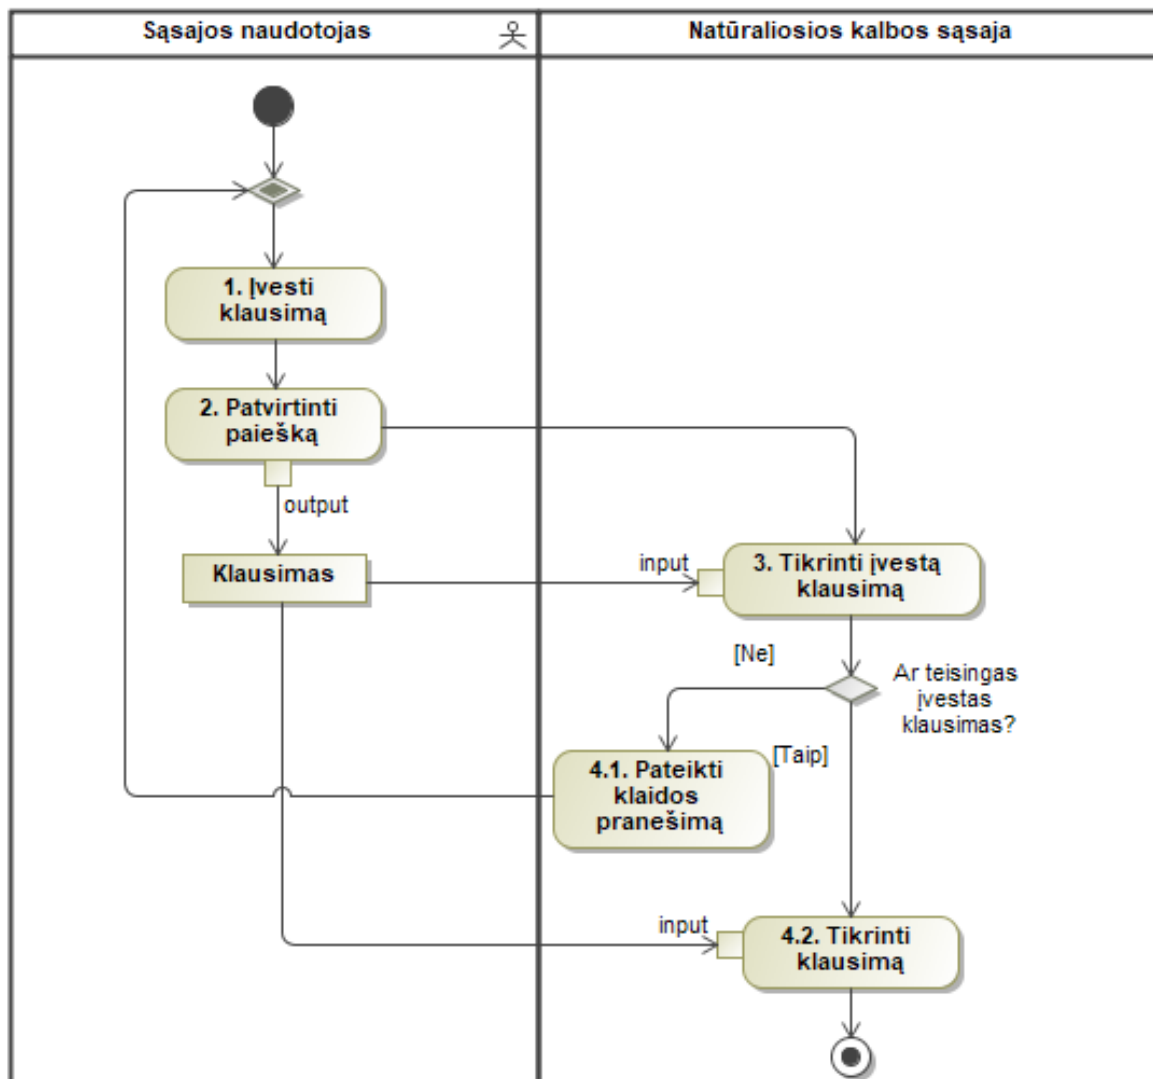 Sąsajos naudotojas
Natūraliosios kalbos sąsaja
1. Įvesti
klausimą
2. Patvirtinti
paiešką
output
Klausimas
input
3. Tikrinti įvestą
klausimą
[Ne]
Ar teisingas
įvestas
klausimas?
[Taip]
4.1. Pateikti
klaidos
pranešimą
input
4.2. Tikrinti
klausimą